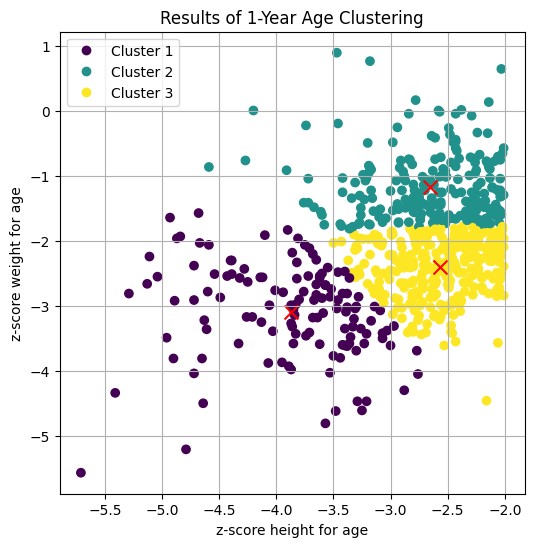 Results of 1-Year Age Clustering
Cluster 1
Cluster 2
Cluster 3
1
0
−1
−2
−3
−4
−5
z-score weight for age
−5.5 −5.0 −4.5 −4.0 −3.5 −3.0 −2.5 −2.0
z-score height for age